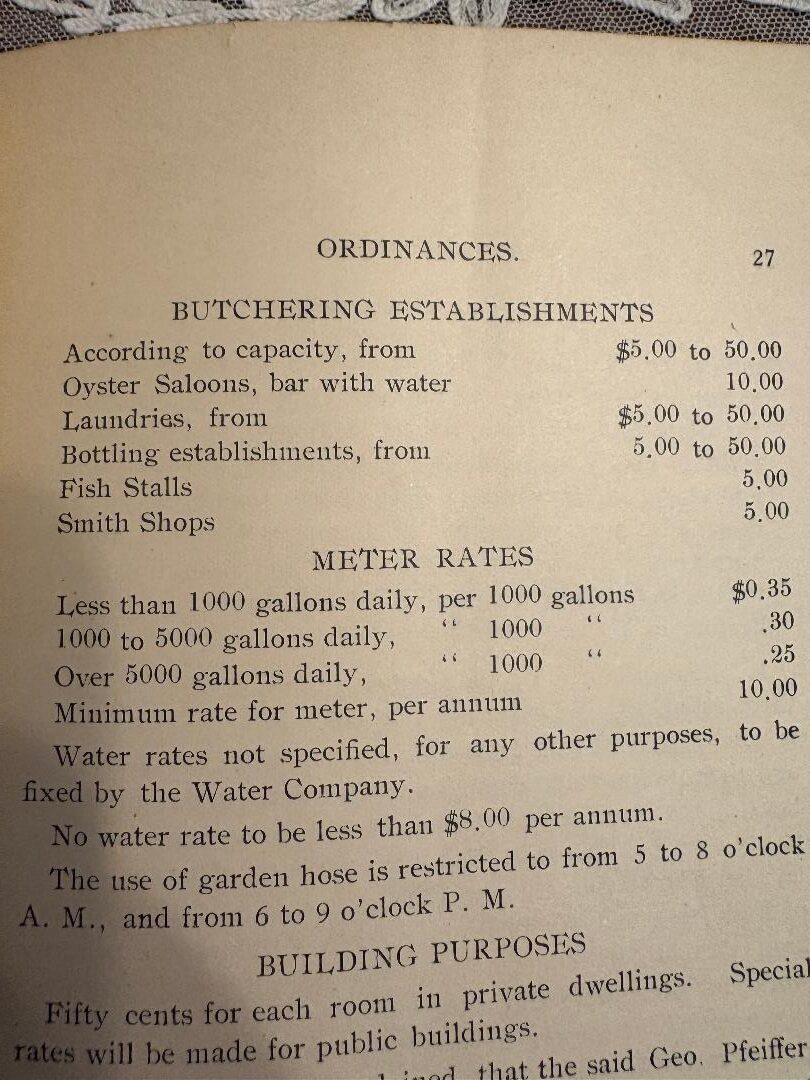 ORDINANCES. 27
BUTCHERING ESTABLISHMENTS
According to capacity, from $5.00 to 50.00
Oyster Saloons, bar with water 10.00
Laundries, from $5.00 to 50.00
Bottling establishments, from 5.00 to 50.00
Fish Stalls 5.00
Smith Shops 5.00
METER RATES
Less than 1000 gallons daily, per 1000 gallons $0.35
1000 to 5000 gallons daily, “ 1000 “ .30
Over 5000 gallons daily, “ 1000 “ .25
Minimum rate for meter, per annum 10.00
Water rates not specified, for any other purposes, to be
fixed by the Water Company.
No water rate to be less than $8.00 per annum.
The use of garden hose is restricted to from 5 to 8 o'clock
A. M., and from 6 to 9 o'clock P. M.
BUILDING PURPOSES
Fifty cents for each room in private dwellings. Special
rates will be made for public buildings.
that the said Geo. Pfeiffer